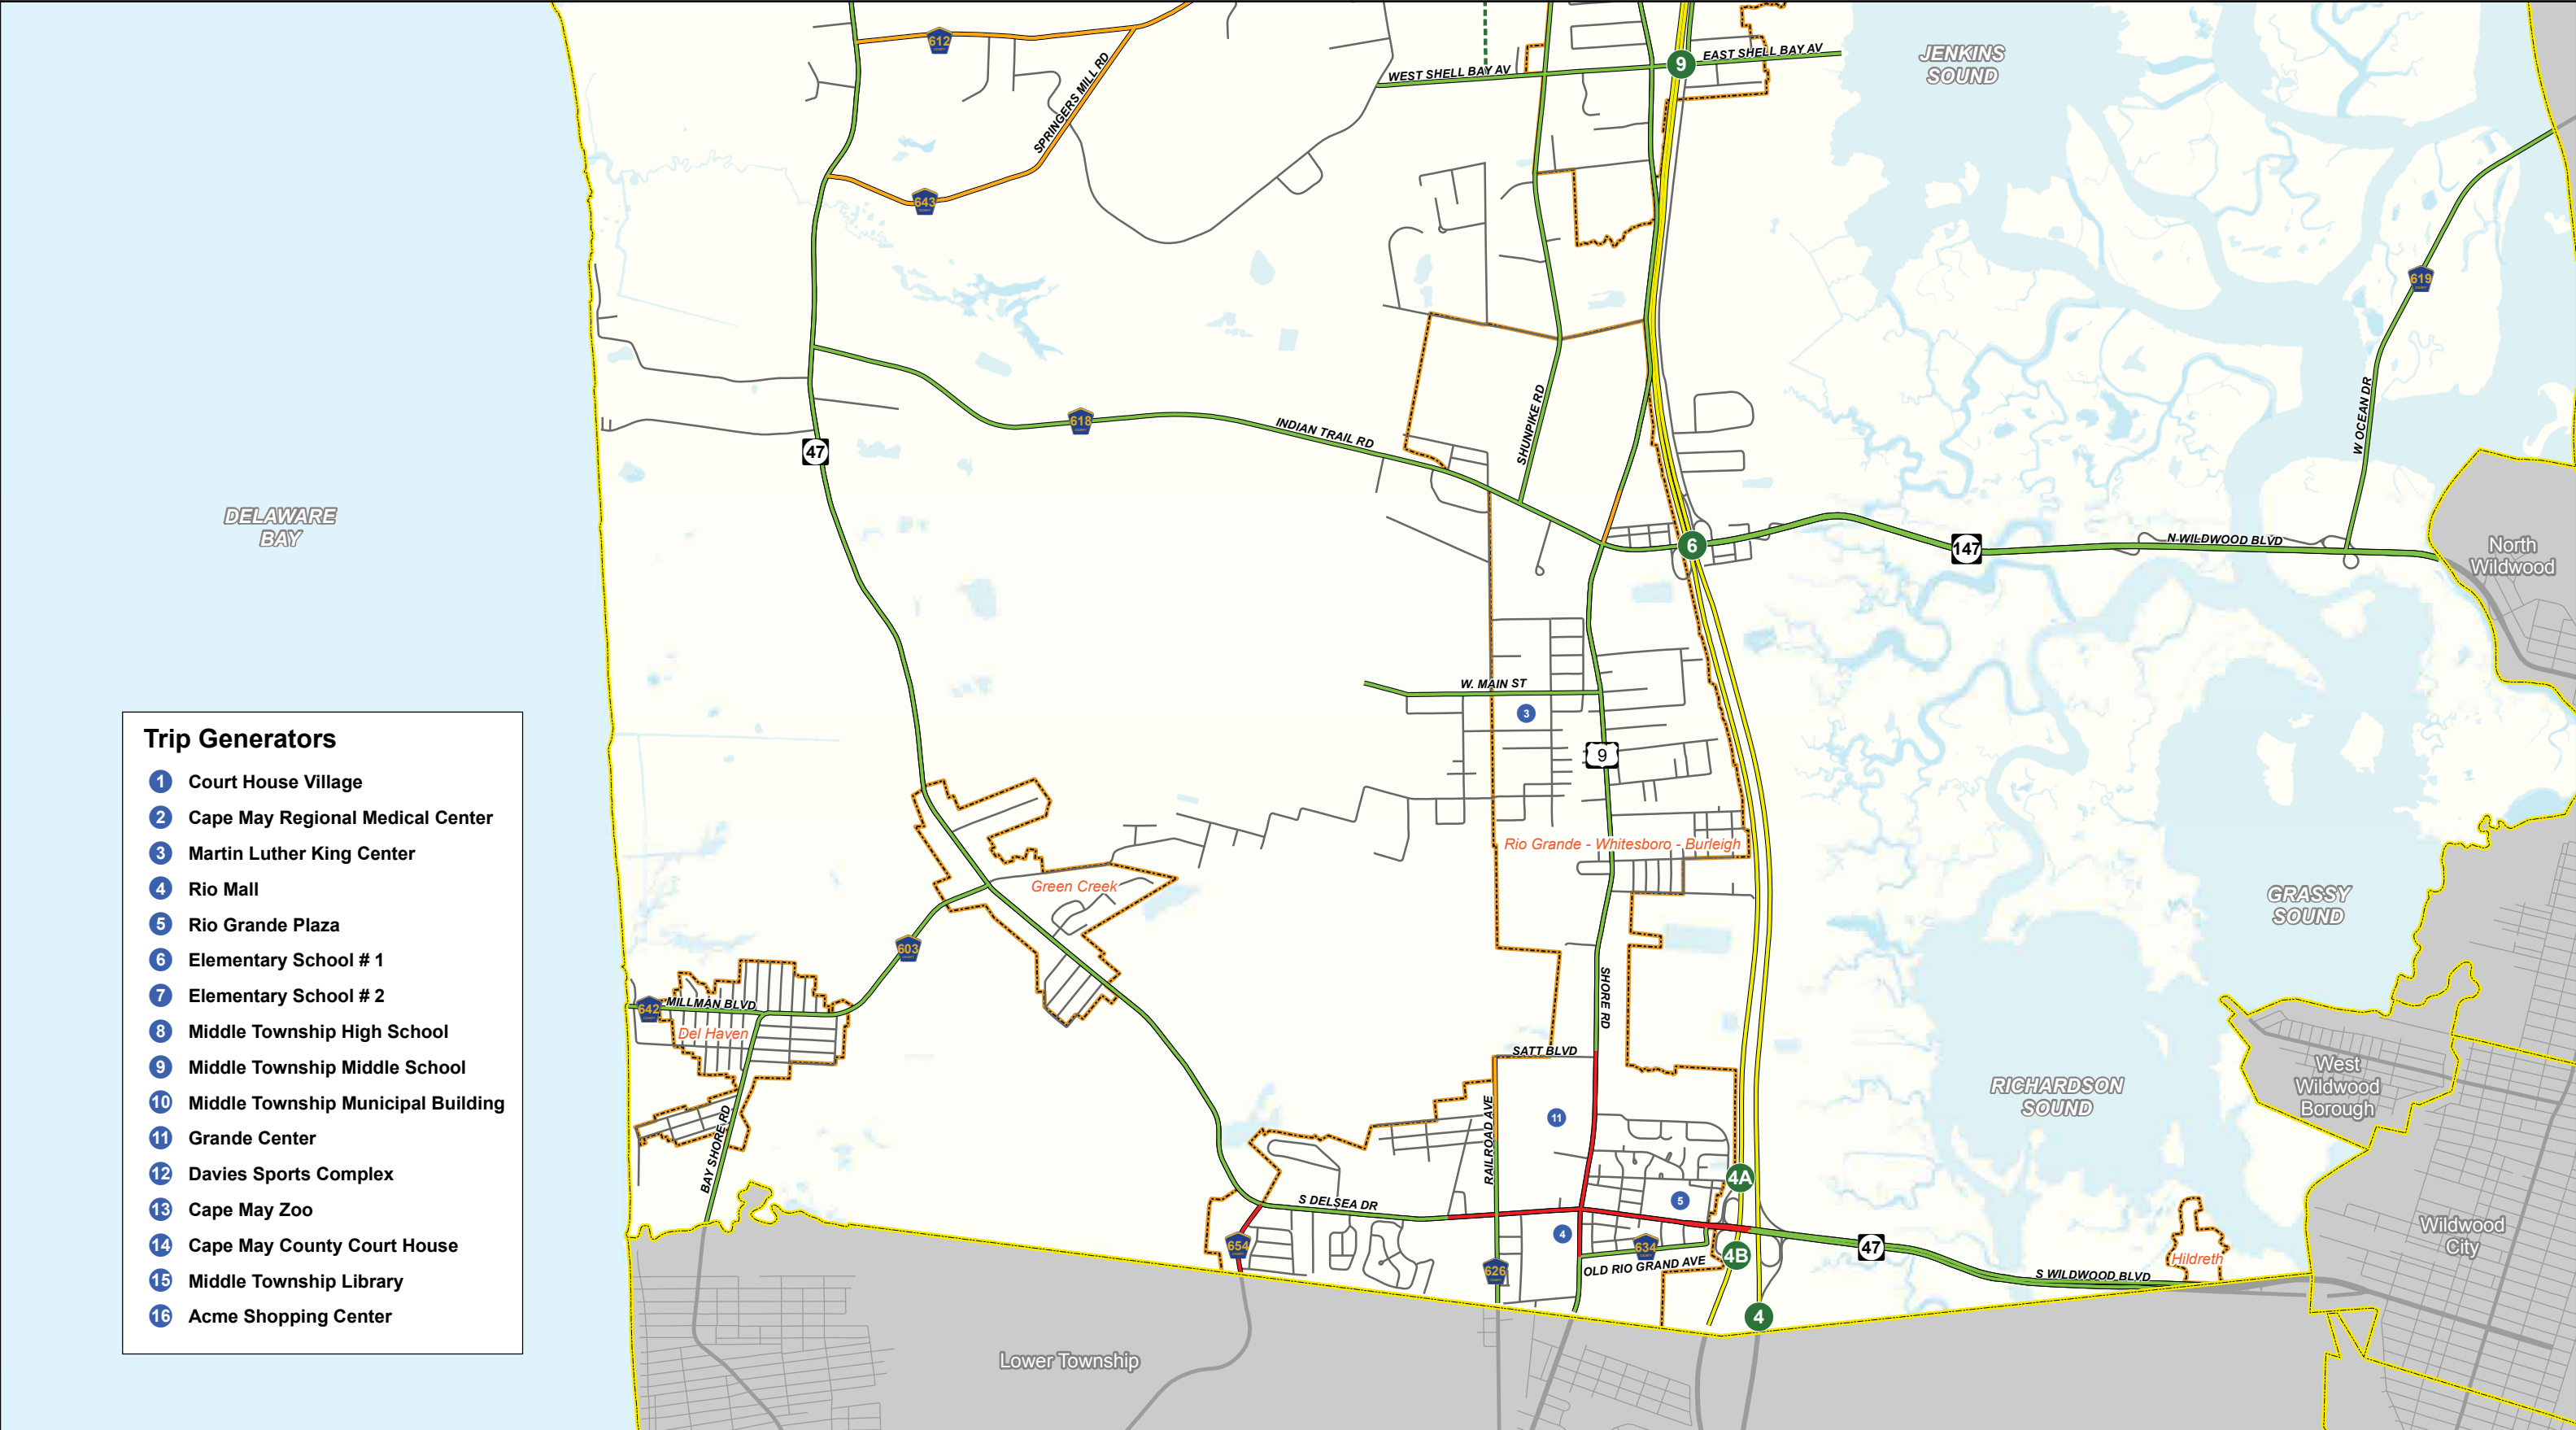 612
SPRINGERS MILL RD
643
WEST SHELL BAY AV
9
EAST SHELL BAY AV
JENKINS
SOUND
619
W OCEAN DR
618
INDIAN TRAIL RD
SHUNPIKE RD
47
DELAWARE
BAY
6
147
N WILDWOOD BLVD
North
Wildwood
W. MAIN ST
3
9
Rio Grande - Whitesboro - Burleigh
Green Creek
GRASSY
SOUND
603
642
MILLMAN BLVD
Del Haven
BAY SHORE RD
SHORE RD
SATT BLVD
RAILROAD AVE
11
RICHARDSON
SOUND
West
Wildwood
Borough
4A
5
S DELSEA DR
4
654
634
4B
626
OLD RIO GRAND AVE
47
S WILDWOOD BLVD
Hildreth
Wildwood
City
4
Lower Township
Trip Generators
1 Court House Village
2 Cape May Regional Medical Center
3 Martin Luther King Center
4 Rio Mall
5 Rio Grande Plaza
6 Elementary School # 1
7 Elementary School # 2
8 Middle Township High School
9 Middle Township Middle School
10 Middle Township Municipal Building
11 Grande Center
12 Davies Sports Complex
13 Cape May Zoo
14 Cape May County Court House
15 Middle Township Library
16 Acme Shopping Center